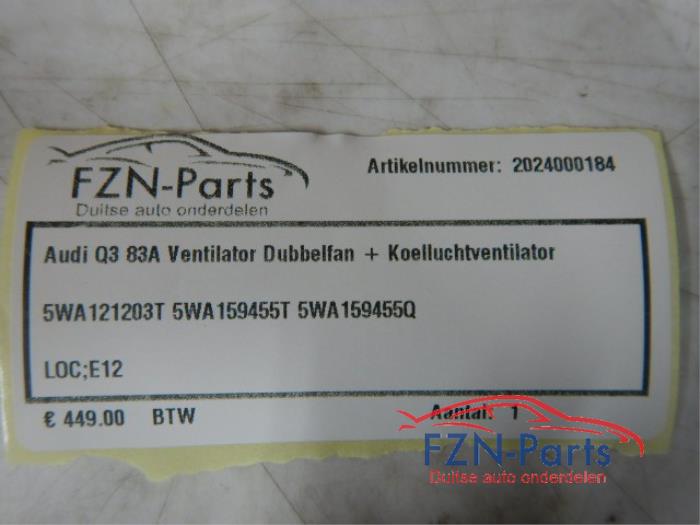 FZN-Parts
Duitse auto onderdelen
Artikelnummer: 2024000184
Audi Q3 83A Ventilator Dubbelfan + Koelluchtventilator
5WA121203T 5WA159455T 5WA159455Q
LOC;E12
€ 449.00 BTW
Aantal: 1
FZN-Parts
Duitse auto onderdelen